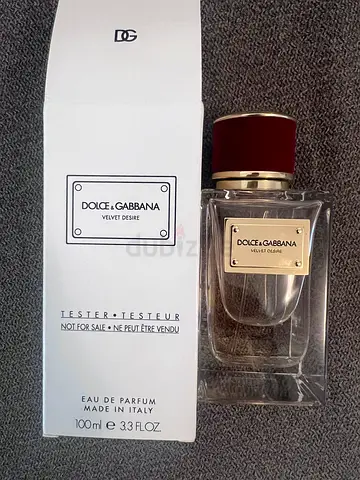 DG
DOLCE & GABBANA
VELVET DESIRE
TESTER • TESTEUR
NOT FOR SALE • NE PEUT ÊTRE VENDU
EAU DE PARFUM
MADE IN ITALY
100ml e 3.3 FL.OZ.
DOLCE & GABBANA
VELVET DESIRE
dubizzle